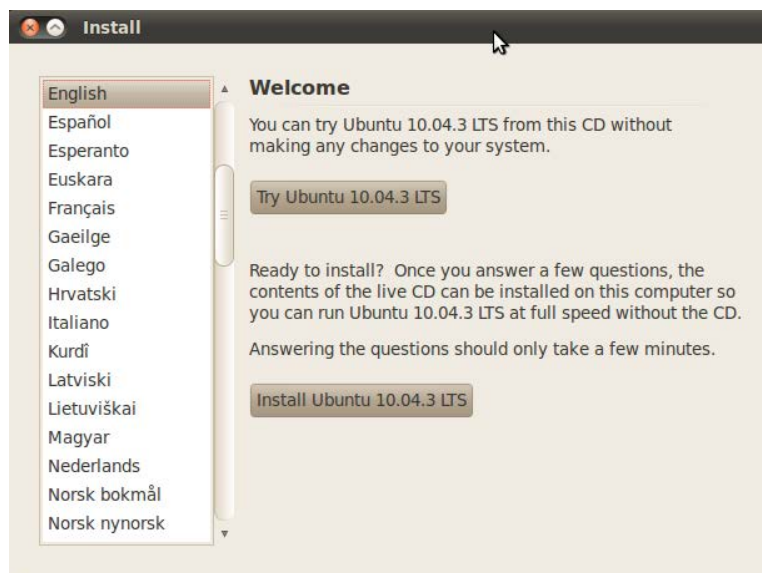 Install
English
Español
Esperanto
Euskara
Français
Gaeilge
Galego
Hrvatski
Italiano
Kurdî
Latviski
Lietuviškai
Magyar
Nederlands
Norsk bokmål
Norsk nynorsk
Welcome
You can try Ubuntu 10.04.3 LTS from this CD without
making any changes to your system.
Try Ubuntu 10.04.3 LTS
Ready to install?  Once you answer a few questions, the
contents of the live CD can be installed on this computer so
you can run Ubuntu 10.04.3 LTS at full speed without the CD.
Answering the questions should only take a few minutes.
Install Ubuntu 10.04.3 LTS